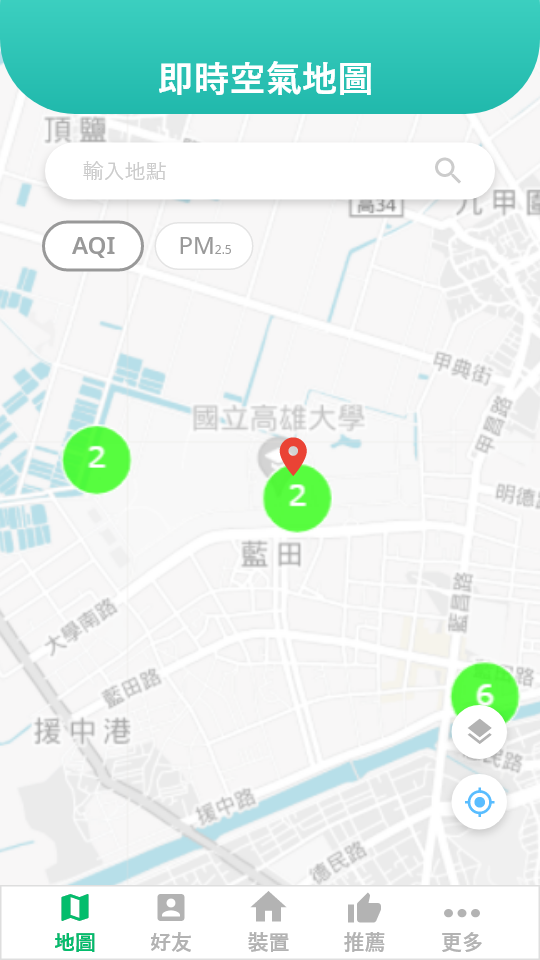 即時空氣地圖
頂鹽
輸入地點
高34
九甲圍
AQI
PM2.5
甲典街
國立高雄大學
甲昌路
2
2
明德路
藍田
藍昌路
大學南路
藍田路
6
援中港
援中路
德民路
地圖
好友
裝置
推薦
更多